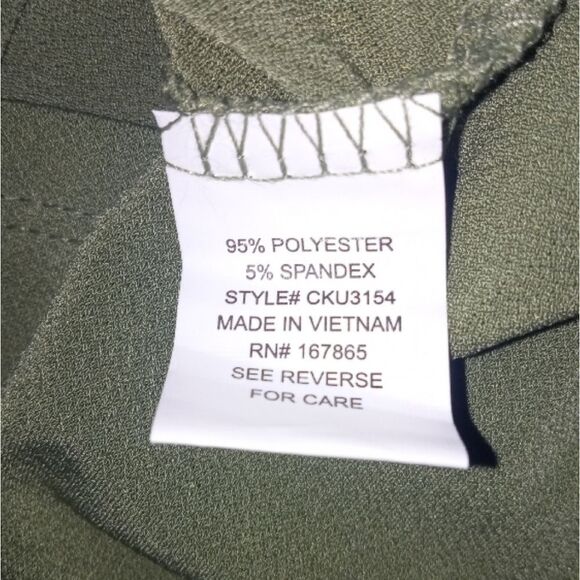 95% POLYESTER
5% SPANDEX
STYLE# CKU3154
MADE IN VIETNAM
RN# 167865
SEE REVERSE
FOR CARE